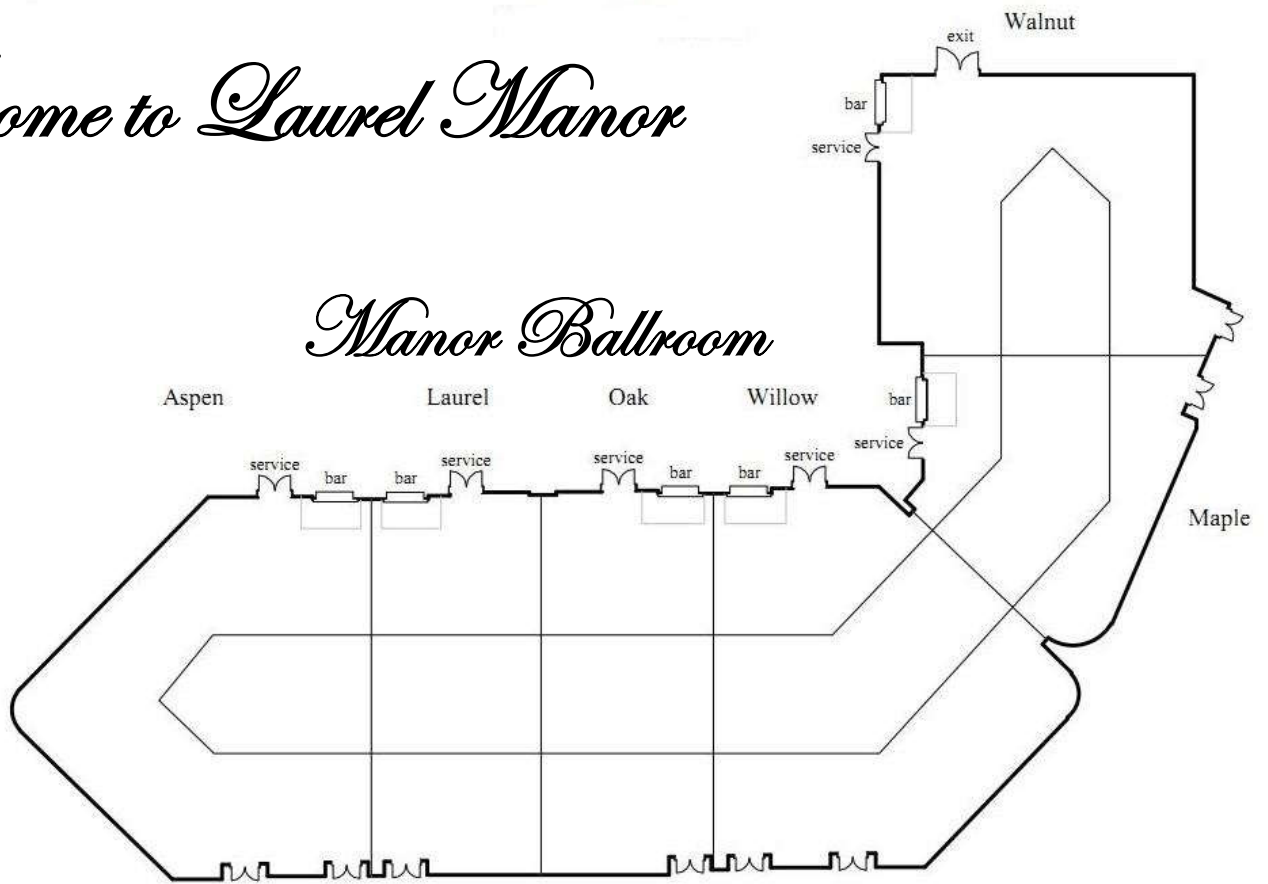 Walnut
exit
ome to Laurel Manor
bar
service
Manor Ballroom
Aspen
Laurel
Oak
Willow
bar
service
service
bar
bar
service
service
bar
bar
service
Maple